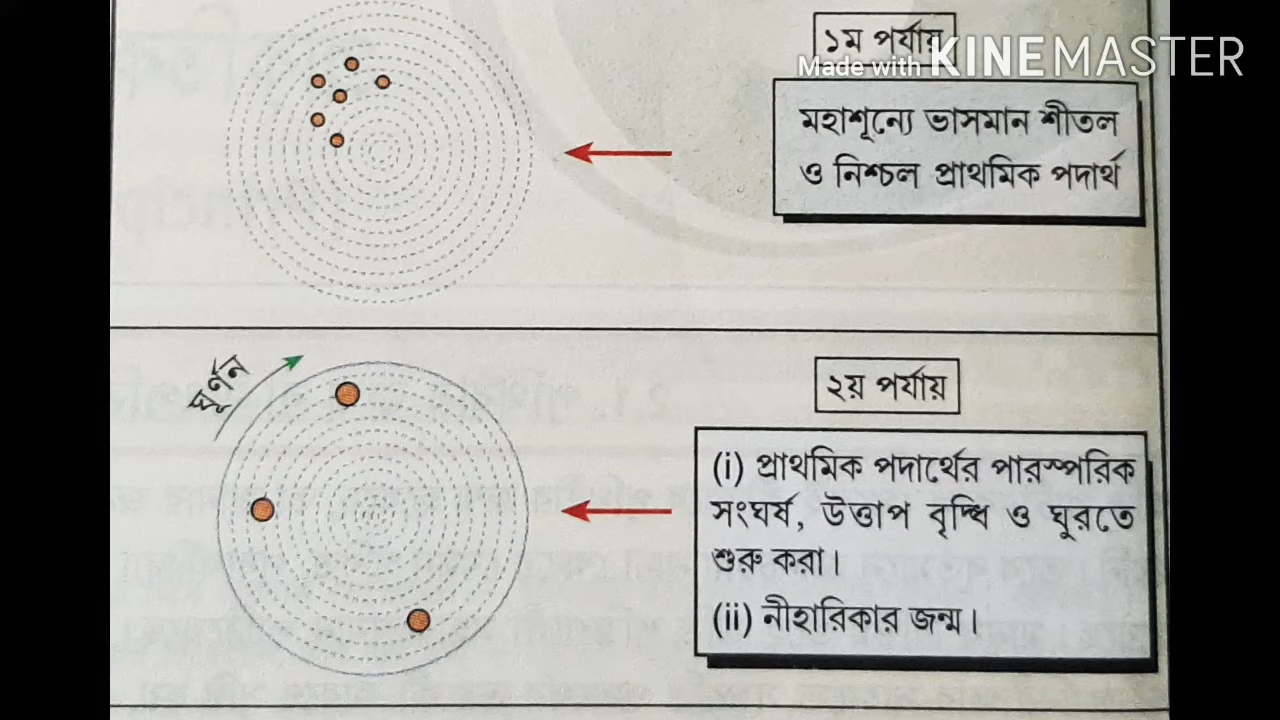 ১ম পর্যায়
Made with KINEMASTER
মহাশূন্যে ভাসমান শীতল
ও নিশ্চল প্রাথমিক পদার্থ
ঘূর্ণন
২য় পর্যায়
(i) প্রাথমিক পদার্থের পারস্পরিক
সংঘর্ষ, উত্তাপ বৃদ্ধি ও ঘুরতে
শুরু করা।
(ii) নীহারিকার জন্ম।